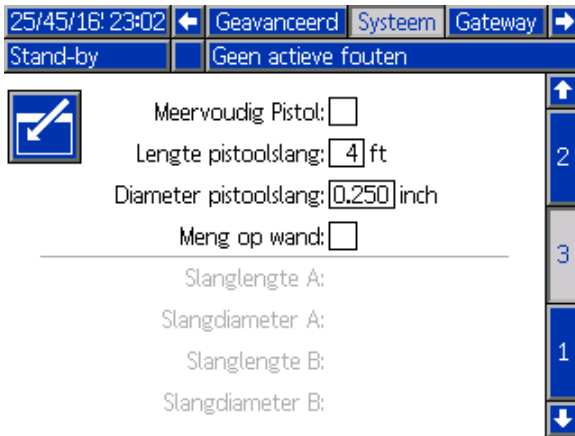 25/45/16' 23:02 Geavanceerd Systeem Gateway
Stand-by Geen actieve fouten
Meervoudig Pistol:
Lengte pistoolslang: 4 ft
2
Diameter pistoolslang: 0.250 inch
Meng op wand:
3
Slanglengte A:
Slangdiameter A:
Slanglengte B:
1
Slangdiameter B: